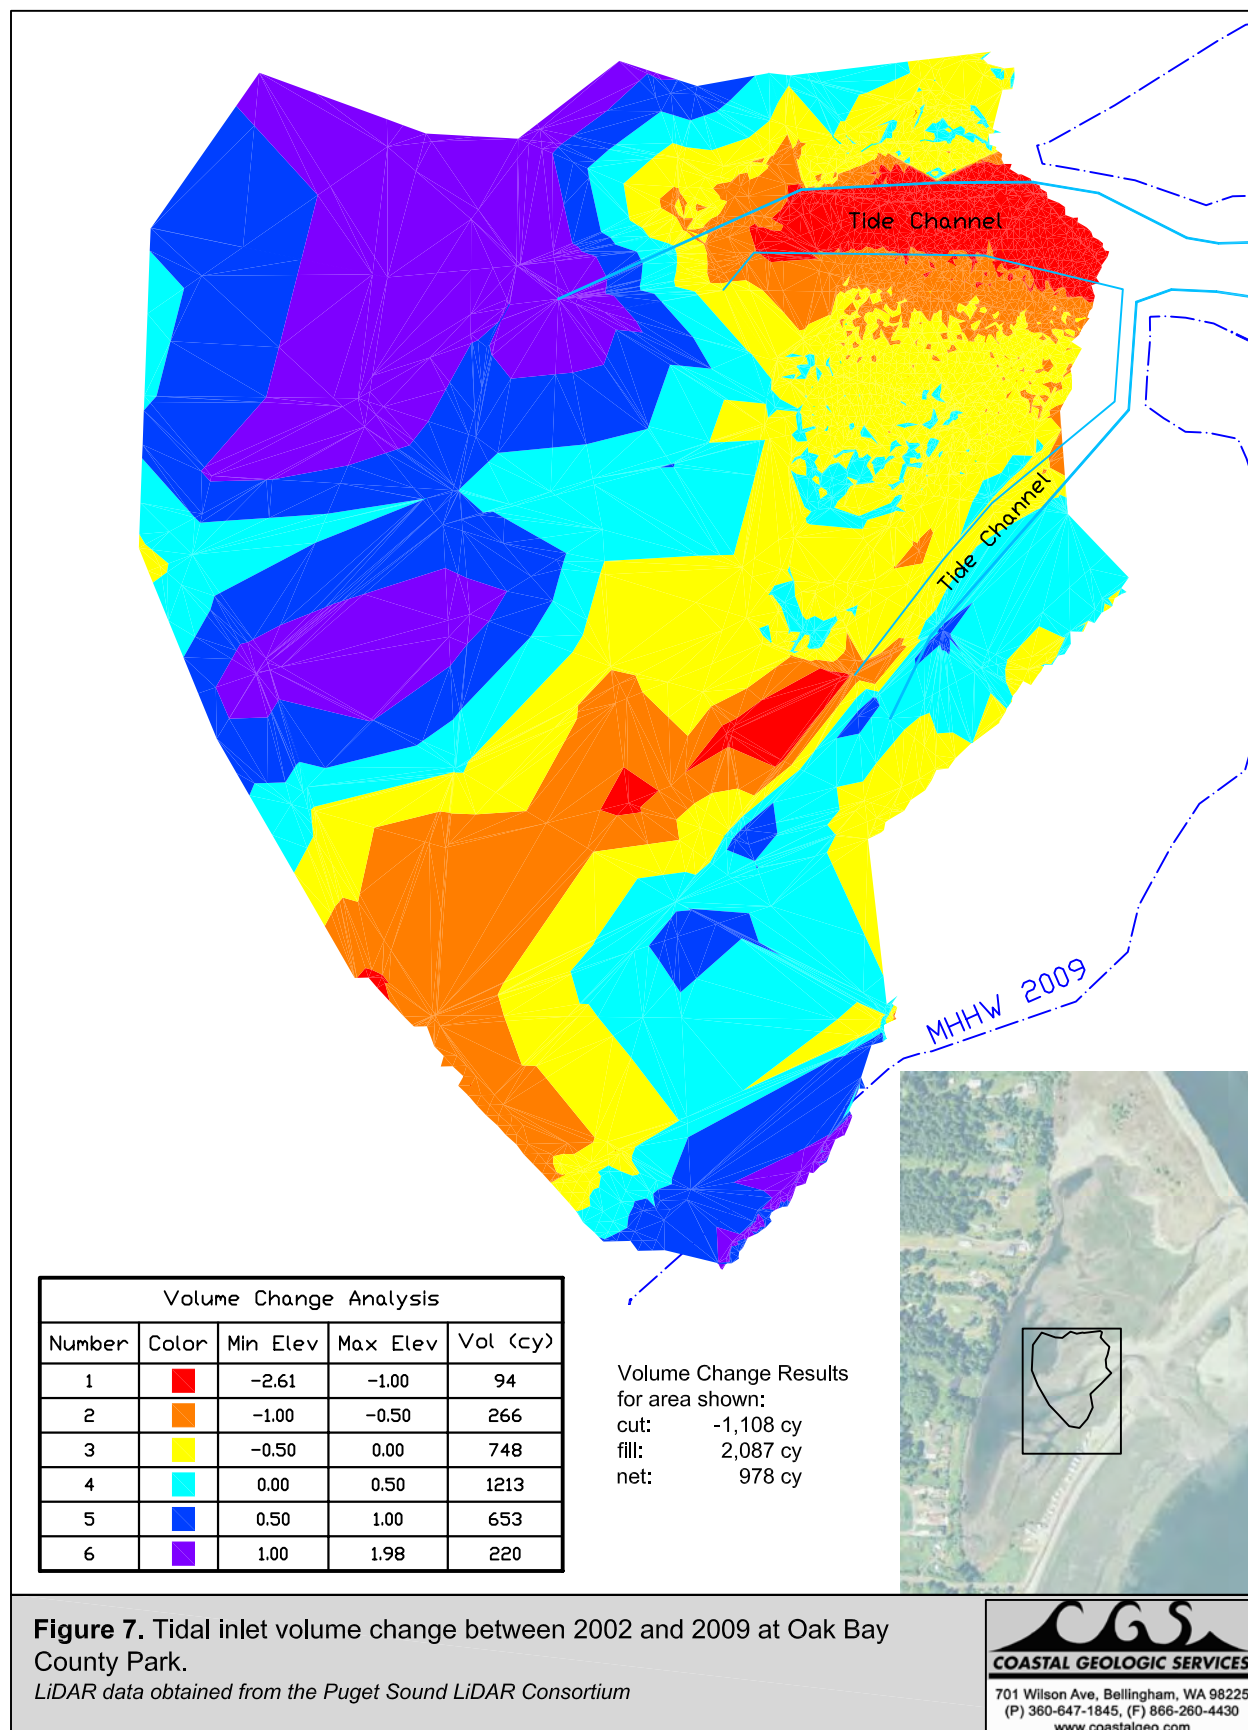 Tide Channel
Tide Channel
MHHW 2009
Volume Change Analysis
Number Color Min Elev Max Elev Vol (cy)
1 -2.61 -1.00 94
2 -1.00 -0.50 266
3 -0.50 0.00 748
4 0.00 0.50 1213
5 0.50 1.00 653
6 1.00 1.98 220
Volume Change Results
for area shown:
cut: -1,108 cy
fill: 2,087 cy
net: 978 cy
Figure 7. Tidal inlet volume change between 2002 and 2009 at Oak Bay
County Park.
LiDAR data obtained from the Puget Sound LiDAR Consortium
CGS
COASTAL GEOLOGIC SERVICES
701 Wilson Ave, Bellingham, WA 98225
(P) 360-647-1845, (F) 866-260-4430
www.coastalgeo.com